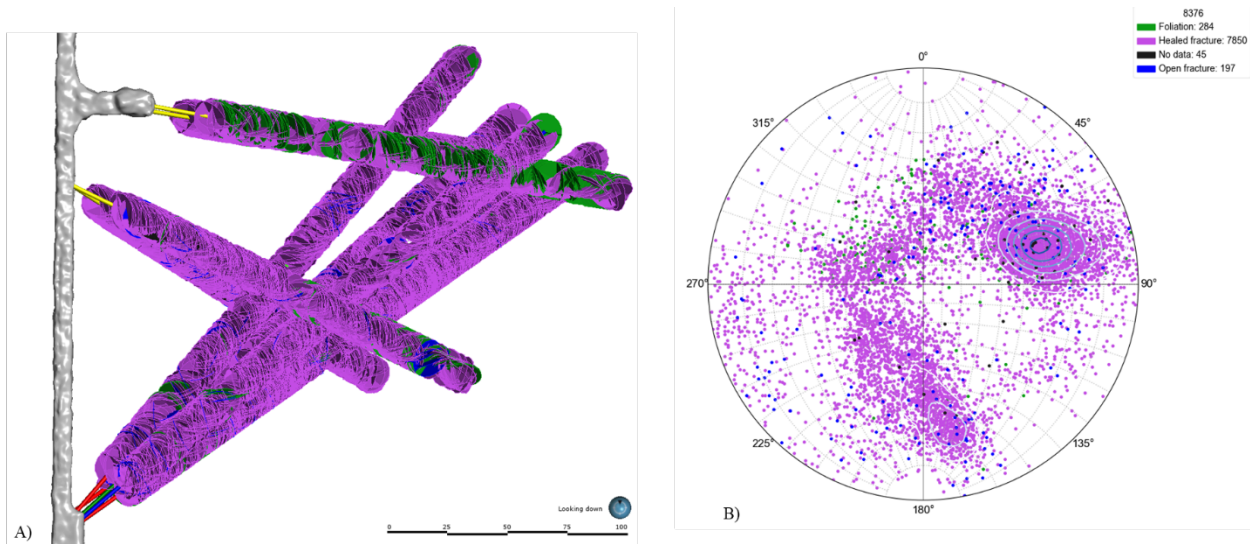 8376
Foliation: 284
Healed fracture: 7850
No data: 45
Open fracture: 197
0°
45°
90°
135°
180°
225°
270°
315°
Looking down
0 25 50 75 100
A)
B)